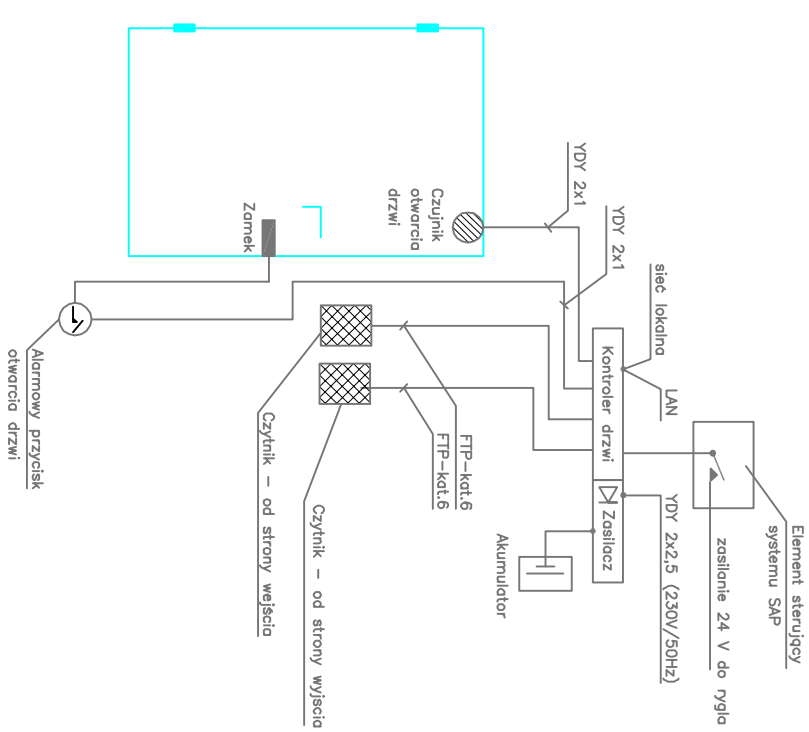 Element sterujący
systemu SAP
zasilanie 24 V do rygla
YDY 2x2,5 (230V/50Hz)
LAN
sieć lokalna
YDY 2x1
YDY 2x1
Kontroler drzwi
Zasilacz
Akumulator
Czujnik
otwarcia
drzwi
Zamek
FTP-kat.6
FTP-kat.6
Czytnik – od strony wyjścia
Czytnik – od strony wejścia
Alarmowy przycisk
otwarcia drzwi